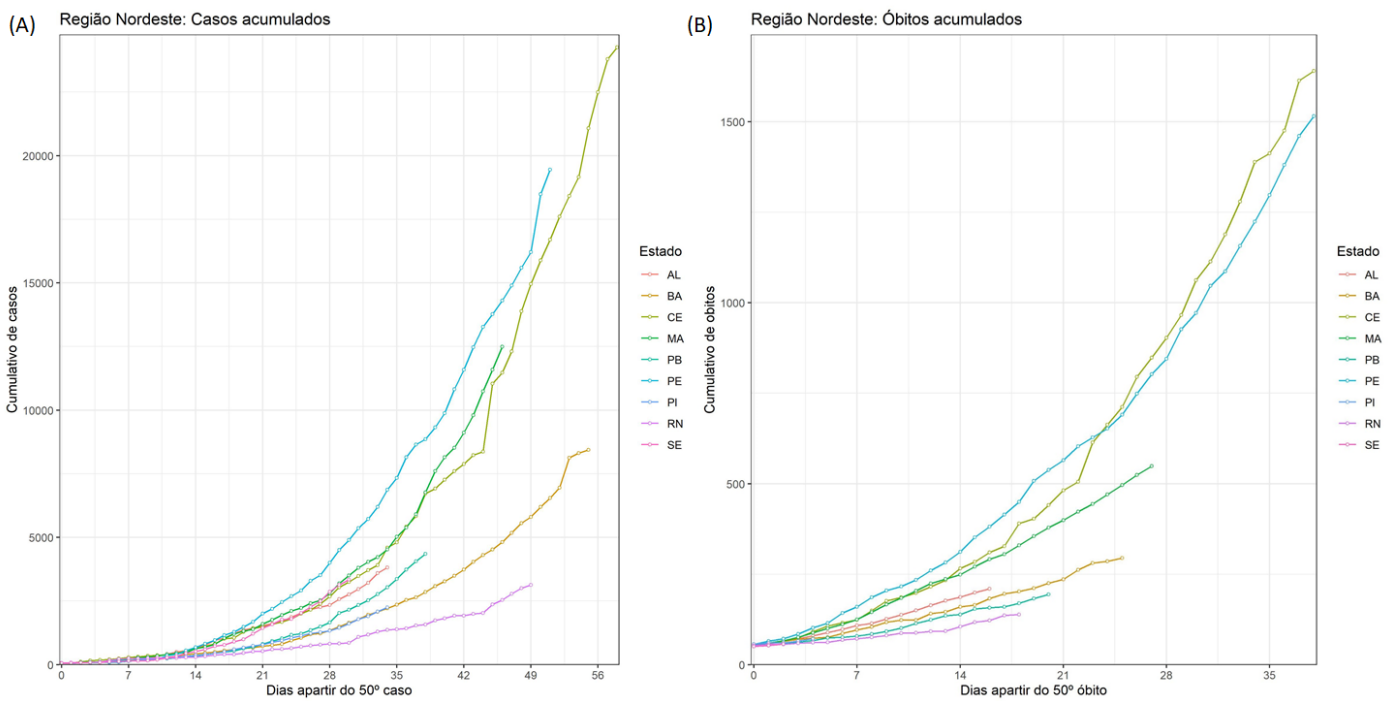 (A)
Região Nordeste: Casos acumulados
Cumulativo de casos
20000
15000
10000
5000
0
0 7 14 21 28 35 42 49 56
Dias apartir do 50º caso
Estado
AL
BA
CE
MA
PB
PE
PI
RN
SE
(B)
Região Nordeste: Óbitos acumulados
Cumulativo de obitos
1500
1000
500
0
0 7 14 21 28 35
Dias apartir do 50º óbito
Estado
AL
BA
CE
MA
PB
PE
PI
RN
SE